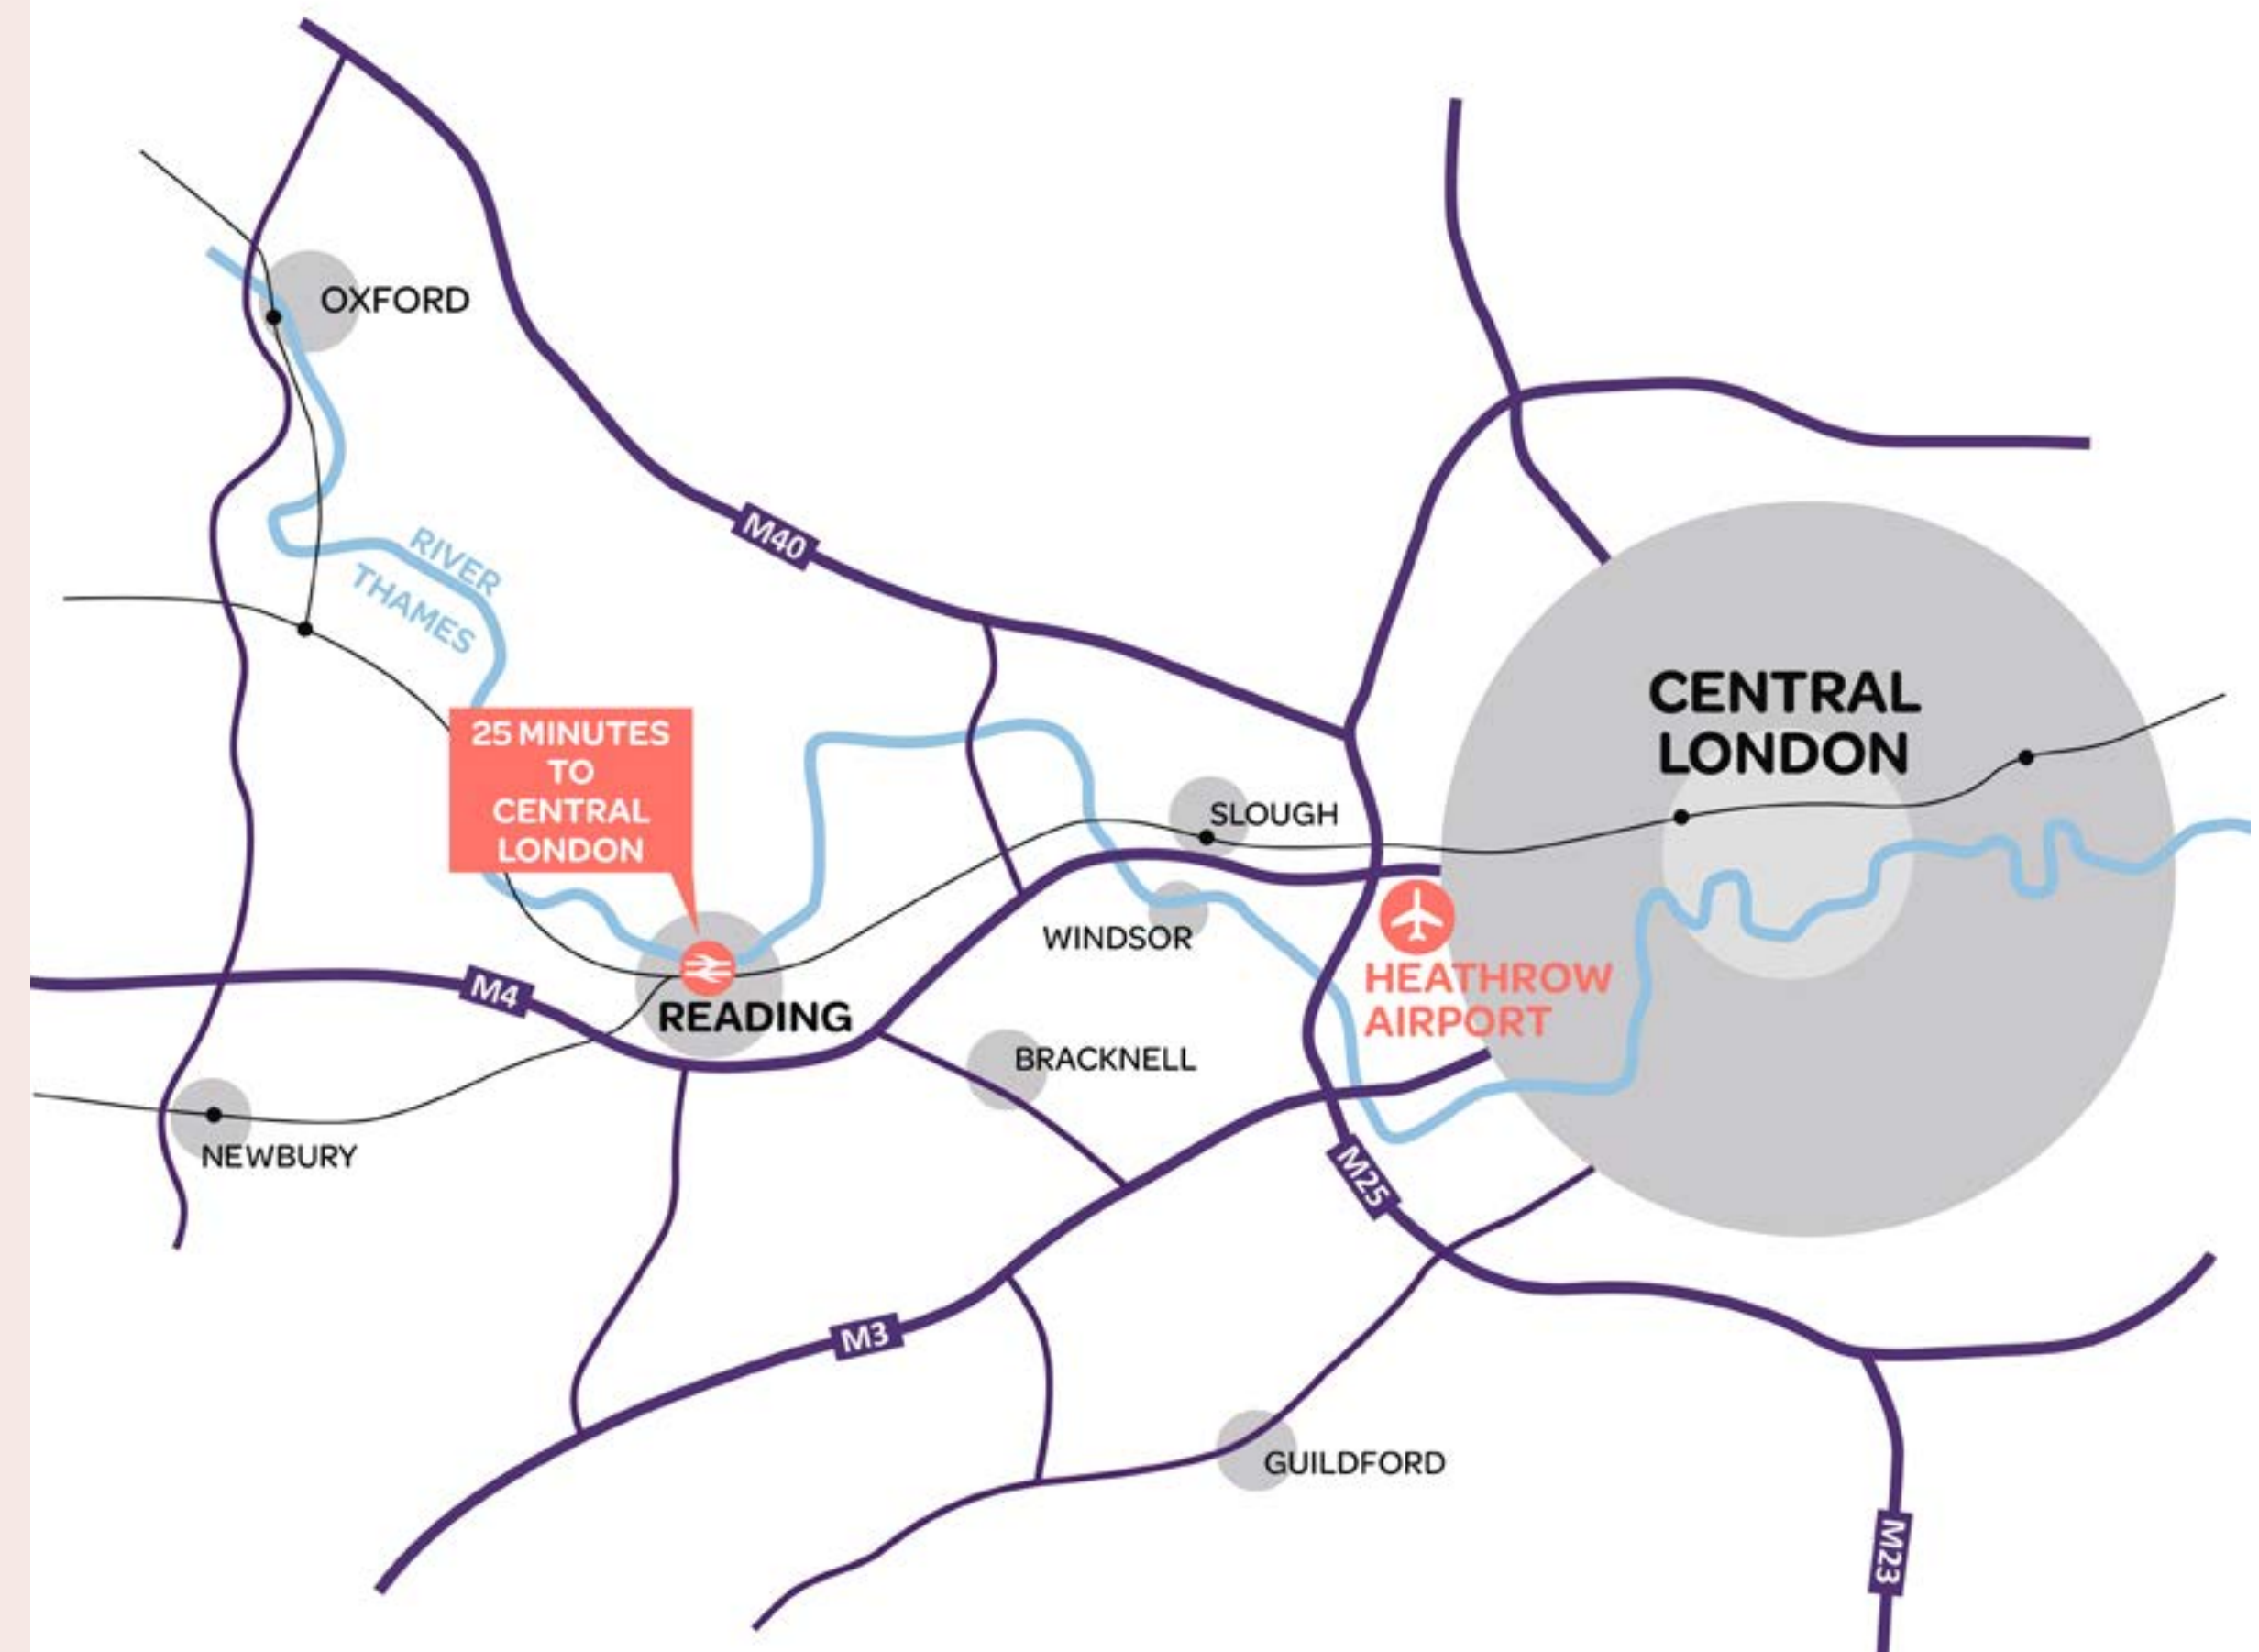 OXFORD
M40
RIVER
THAMES
25 MINUTES
TO
CENTRAL
LONDON
CENTRAL
LONDON
SLOUGH
WINDSOR
HEATHROW
AIRPORT
M4
READING
BRACKNELL
NEWBURY
M25
M3
GUILDFORD
M23